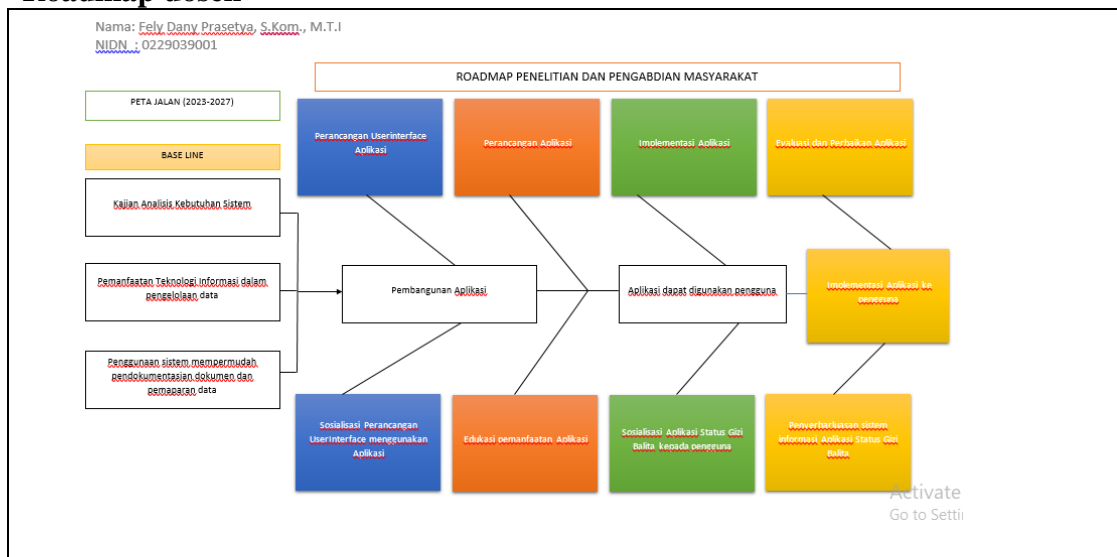 Roadmap dosen
Nama: Fely Dany Prasetya, S.Kom., M.T.I
NIDN : 0229039001
ROADMAP PENELITIAN DAN PENGABDIAN MASYARAKAT
PETA JALAN (2023-2027)
BASE LINE
Perancangan Userinterface
Aplikasi
Perancangan Aplikasi
Implementasi Aplikasi
Evaluasi dan Perbaikan Aplikasi
Kajian Analisis Kebutuhan Sistem
Pemanfaatan Teknologi Informasi dalam
pengelolaan data
Penggunaan sistem mempermudah
pendokumentasian dokumen dan
pemaparan data
Pembangunan Aplikasi
Aplikasi dapat digunakan pengguna
Implementasi Aplikasi ke
pengguna
Sosialisasi Perancangan
UserInterface menggunakan
Aplikasi
Edukasi pemanfaatan Aplikasi
Sosialisasi Aplikasi Status Gizi
Balita kepada pengguna
sistem
informasi Aplikasi Status Gizi
Balita
Activate
Go to Setti